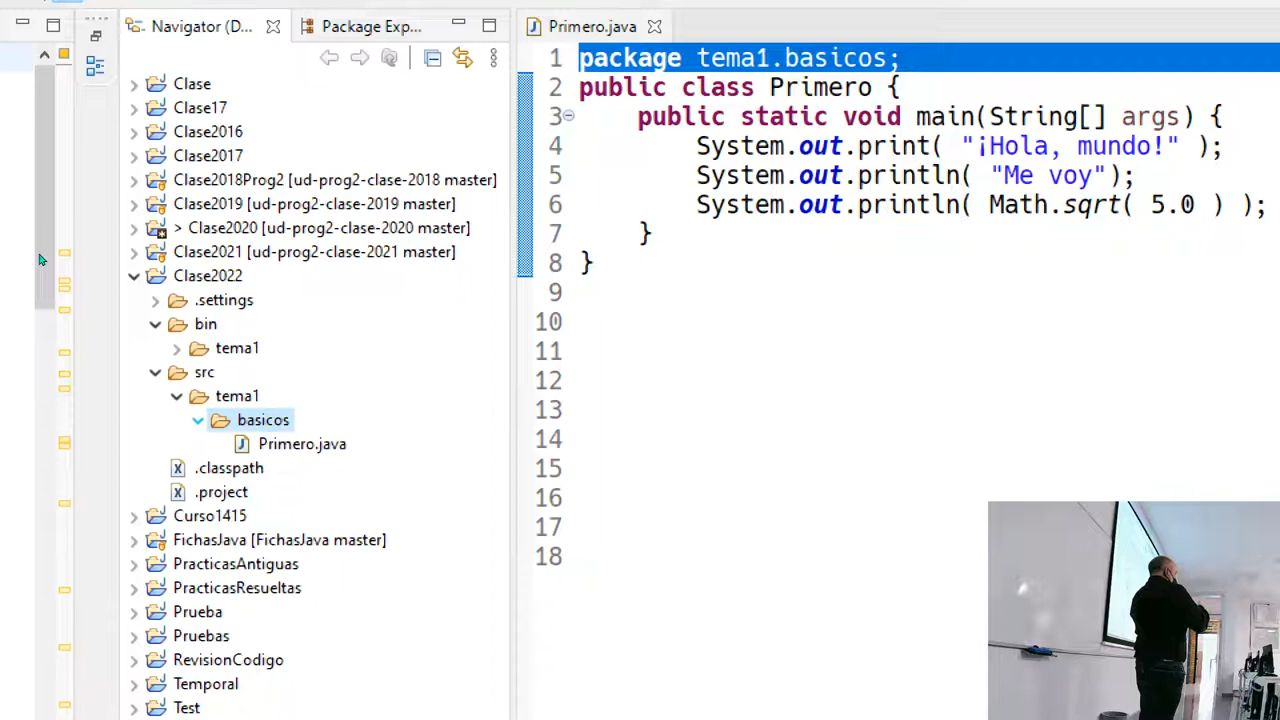 Navigator (D...
Package Exp...
Clase
Clase17
Clase2016
Clase2017
Clase2018Prog2 [ud-prog2-clase-2018 master]
Clase2019 [ud-prog2-clase-2019 master]
> Clase2020 [ud-prog2-clase-2020 master]
Clase2021 [ud-prog2-clase-2021 master]
Clase2022
.settings
bin
tema1
src
tema1
basicos
Primero.java
.classpath
.project
Curso1415
FichasJava [FichasJava master]
PracticasAntiguas
PracticasResueltas
Prueba
Pruebas
RevisionCodigo
Temporal
Test
Primero.java
1 package tema1.basicos;
2 public class Primero {
3 public static void main(String[] args) {
4 System.out.print( "¡Hola, mundo!" );
5 System.out.println( "Me voy");
6 System.out.println( Math.sqrt( 5.0 ) );
7 }
8 }
9
10
11
12
13
14
15
16
17
18